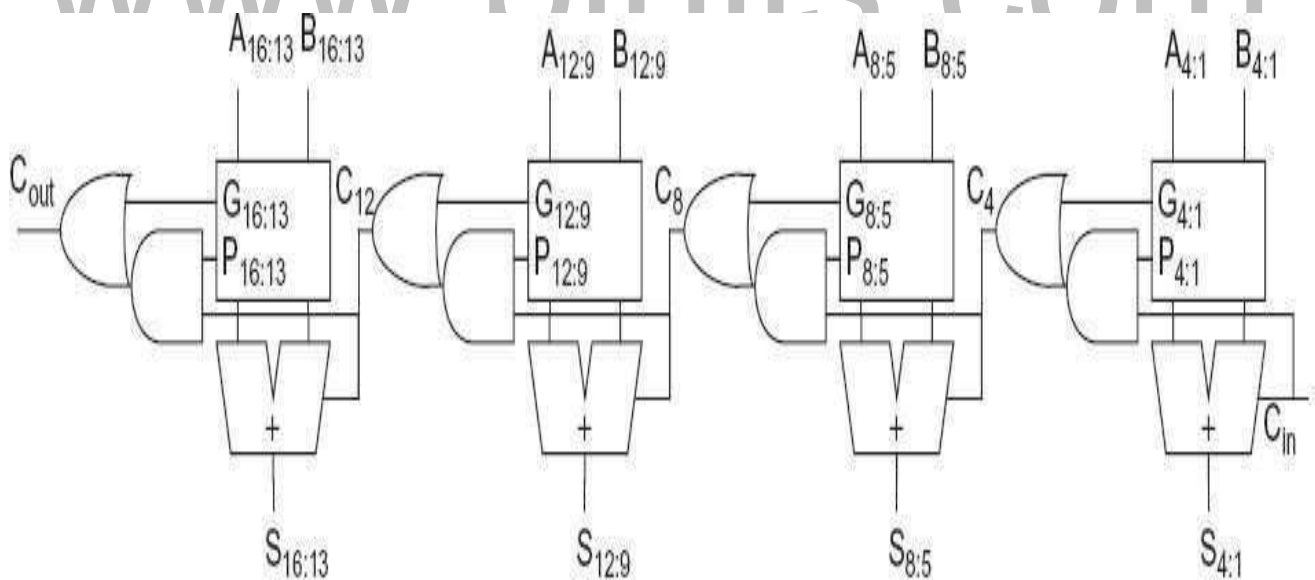 A16:13 B16:13 A12:9 B12:9 A8:5 B8:5 A4:1 B4:1
Cout G16:13 C12 G12:9 C8 G8:5 C4 G4:1
P16:13 P12:9 P8:5 P4:1
+ + + + Cin
S16:13 S12:9 S8:5 S4:1